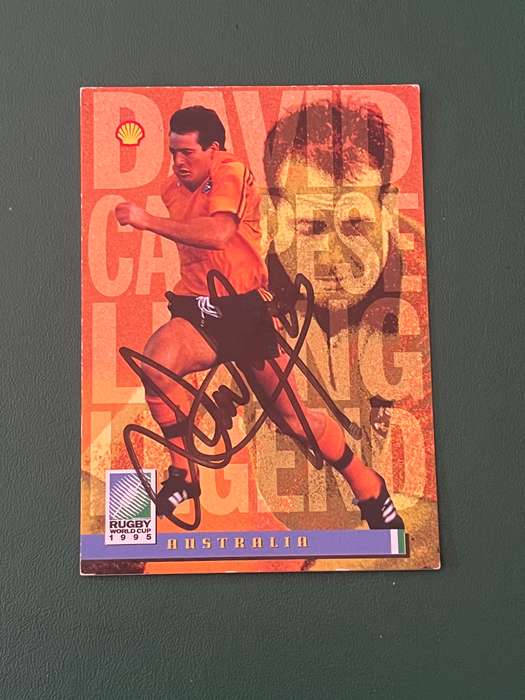 DAVID
CAMPESE
LIVING
LEGEND
RUGBY
WORLD CUP
1995
AUSTRALIA